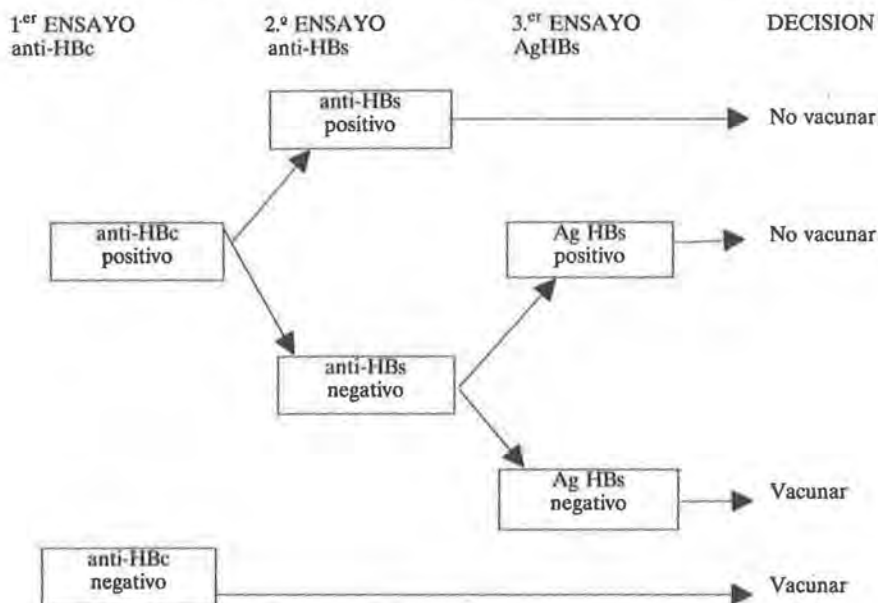 1.er ENSAYO 2.º ENSAYO 3.er ENSAYO DECISION
anti-HBc anti-HBs AgHBs
anti-HBs
positivo
No vacunar
anti-HBc
positivo
Ag HBs
positivo
No vacunar
anti-HBs
negativo
Ag HBs
negativo
Vacunar
anti-HBc
negativo
Vacunar